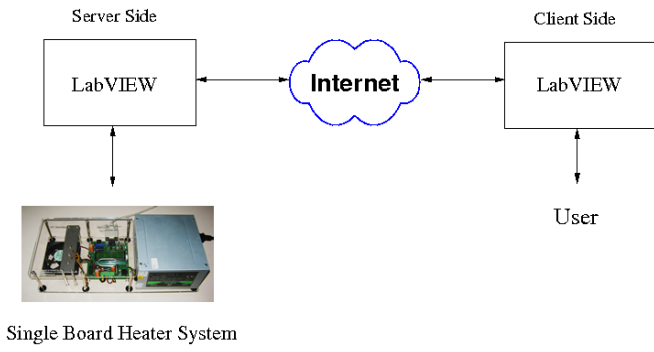 Server Side
Client Side
LabVIEW
Internet
LabVIEW
User
Single Board Heater System